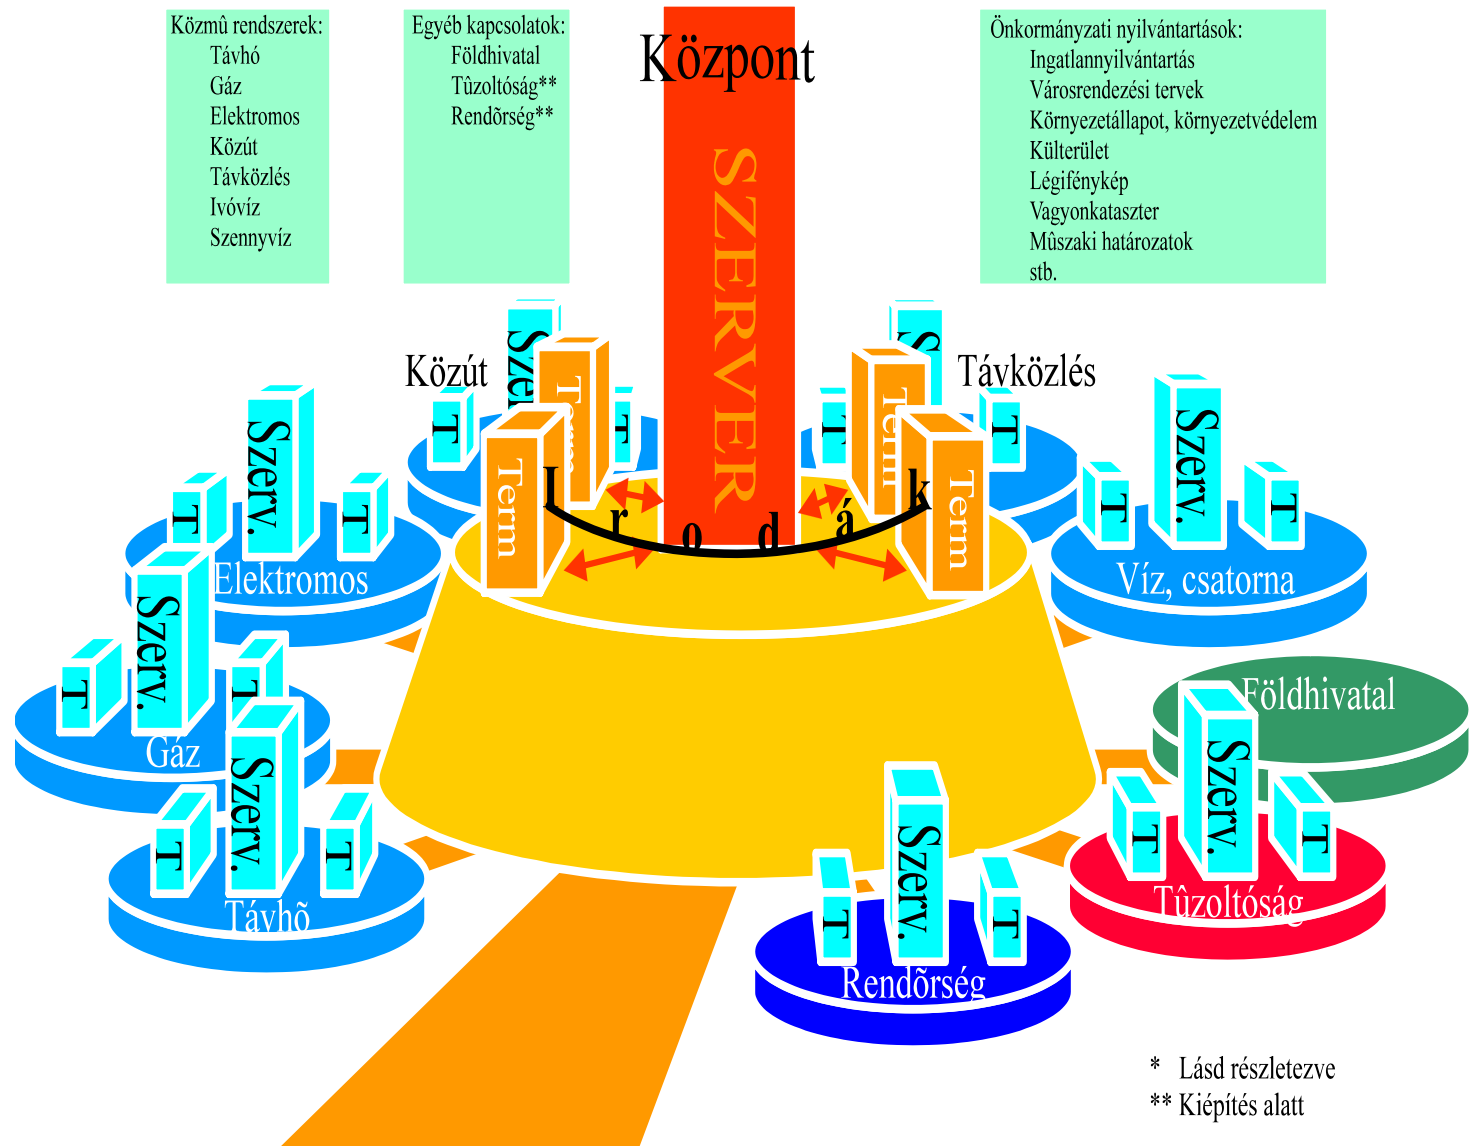 Közmû rendszerek:
Távhó
Gáz
Elektromos
Közút
Távközlés
Ivóvíz
Szennyvíz
Egyéb kapcsolatok:
Földhivatal
Tûzoltóság**
Rendõrség**
Központ
SZERVER
Önkormányzati nyilvántartások:
Ingatlannyilvántartás
Városrendezési tervek
Környezetállapot, környezetvédelem
Külterület
Légifénykép
Vagyonkataszter
Mûszaki határozatok
stb.
Közút
T
T
Term
Term
Távközlés
T
T
Term
Term
Irodák
Szerv.
T
T
Elektromos
Szerv.
T
T
Víz, csatorna
Szerv.
T
T
Gáz
Földhivatal
Szerv.
T
T
Távhõ
Szerv.
T
T
Tûzoltóság
Szerv.
T
T
Rendõrség
* Lásd részletezve
** Kiépítés alatt